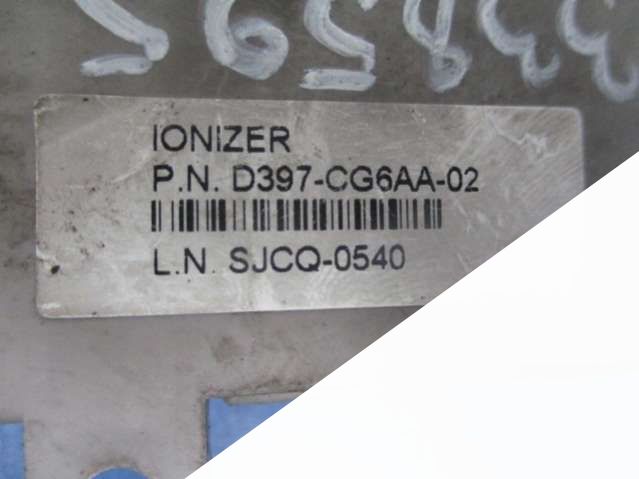 IONIZER
P.N. D397-CG6AA-02
L.N. SJCQ-0540